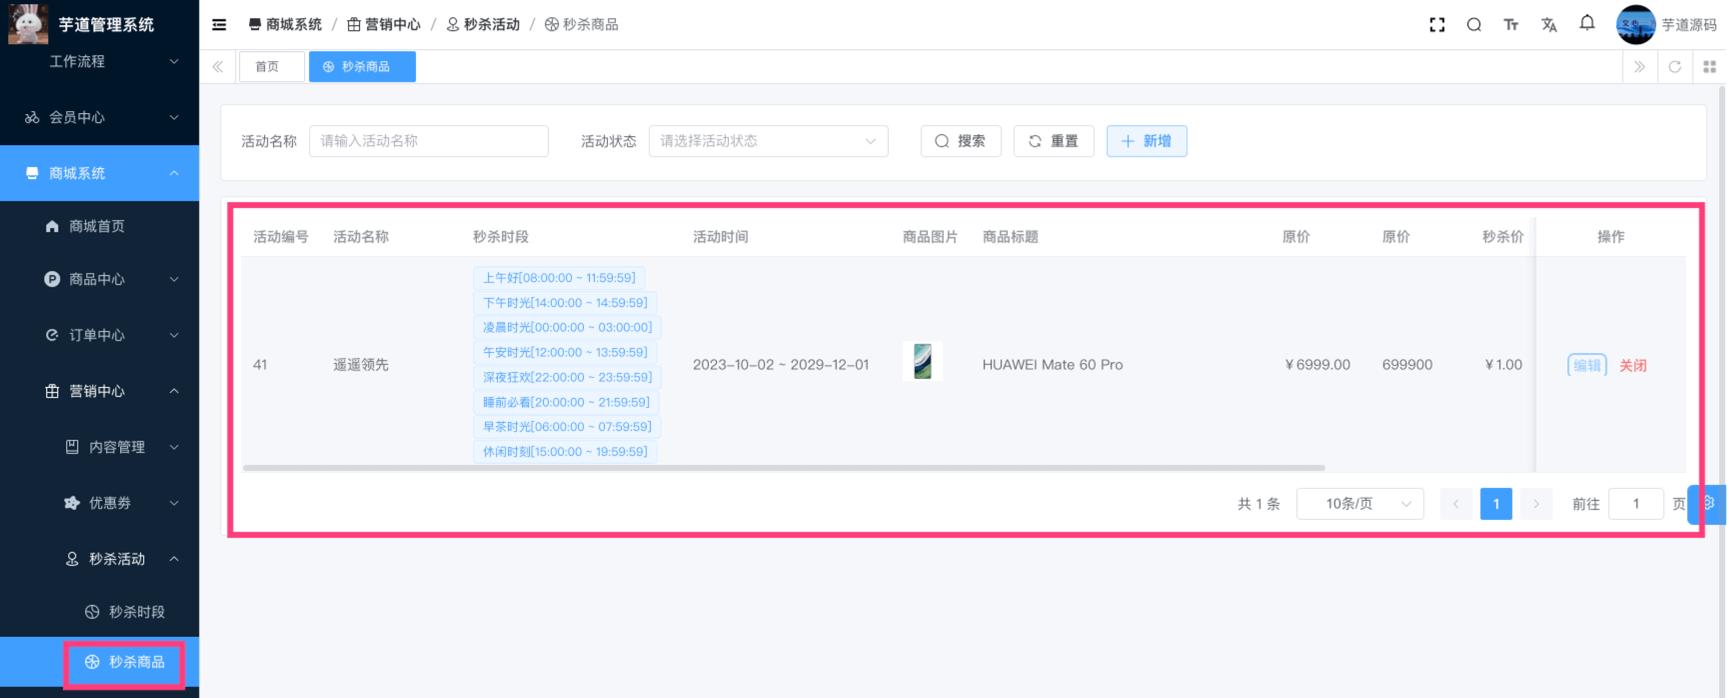 芋道管理系统
商城系统 / 营销中心 / 秒杀活动 / 秒杀商品
芋道源码
工作流程
会员中心
商城系统
商城首页
商品中心
订单中心
营销中心
内容管理
优惠券
秒杀活动
秒杀时段
秒杀商品
首页
秒杀商品
活动名称 请输入活动名称 活动状态 请选择活动状态 搜索 重置 新增
活动编号 活动名称 秒杀时段 活动时间 商品图片 商品标题 原价 原价 秒杀价 操作
上午好[08:00:00 ~ 11:59:59]
下午时光[14:00:00 ~ 14:59:59]
凌晨时光[00:00:00 ~ 03:00:00]
午安时光[12:00:00 ~ 13:59:59]
41 遥遥领先 2023-10-02 ~ 2029-12-01 HUAWEI Mate 60 Pro ¥6999.00 699900 ¥1.00 编辑 关闭
深夜狂欢[22:00:00 ~ 23:59:59]
睡前必看[20:00:00 ~ 21:59:59]
早茶时光[06:00:00 ~ 07:59:59]
休闲时刻[15:00:00 ~ 19:59:59]
共 1 条 10条/页 1 前往 1 页